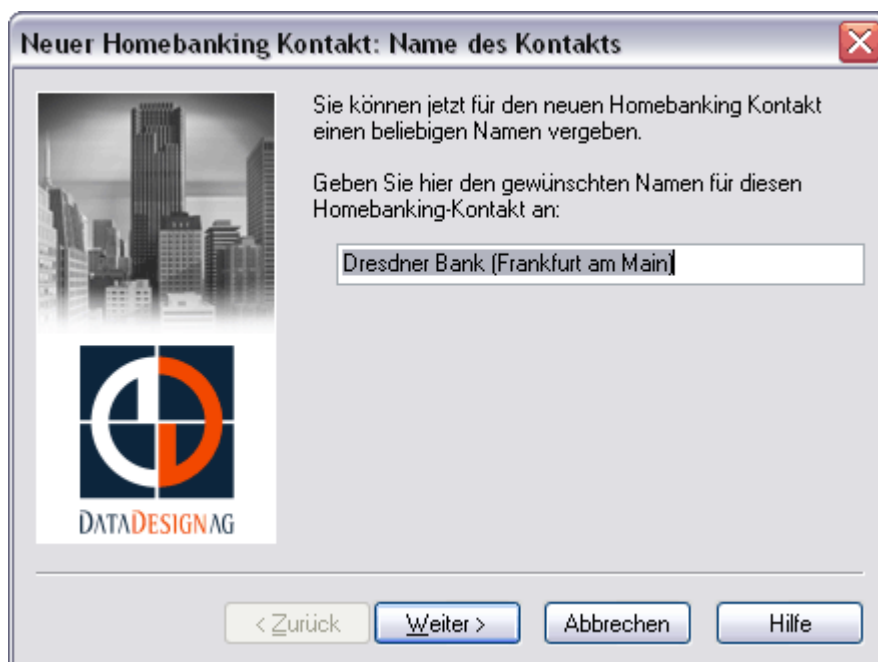 Neuer Homebanking Kontakt: Name des Kontakts
Sie können jetzt für den neuen Homebanking Kontakt
einen beliebigen Namen vergeben.
Geben Sie hier den gewünschten Namen für diesen
Homebanking-Kontakt an:
Dresdner Bank (Frankfurt am Main)
DATADESIGNAG
< Zurück
Weiter >
Abbrechen
Hilfe